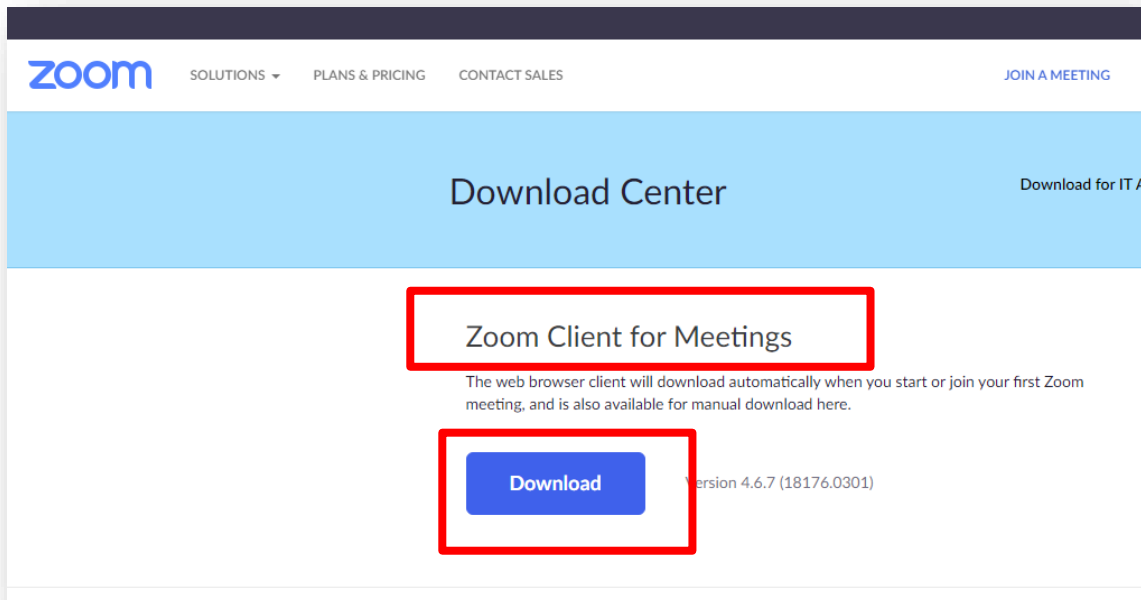 zoom SOLUTIONS PLANS & PRICING CONTACT SALES JOIN A MEETING
Download Center
Download for IT A
Zoom Client for Meetings
The web browser client will download automatically when you start or join your first Zoom
meeting, and is also available for manual download here.
Download
Version 4.6.7 (18176.0301)